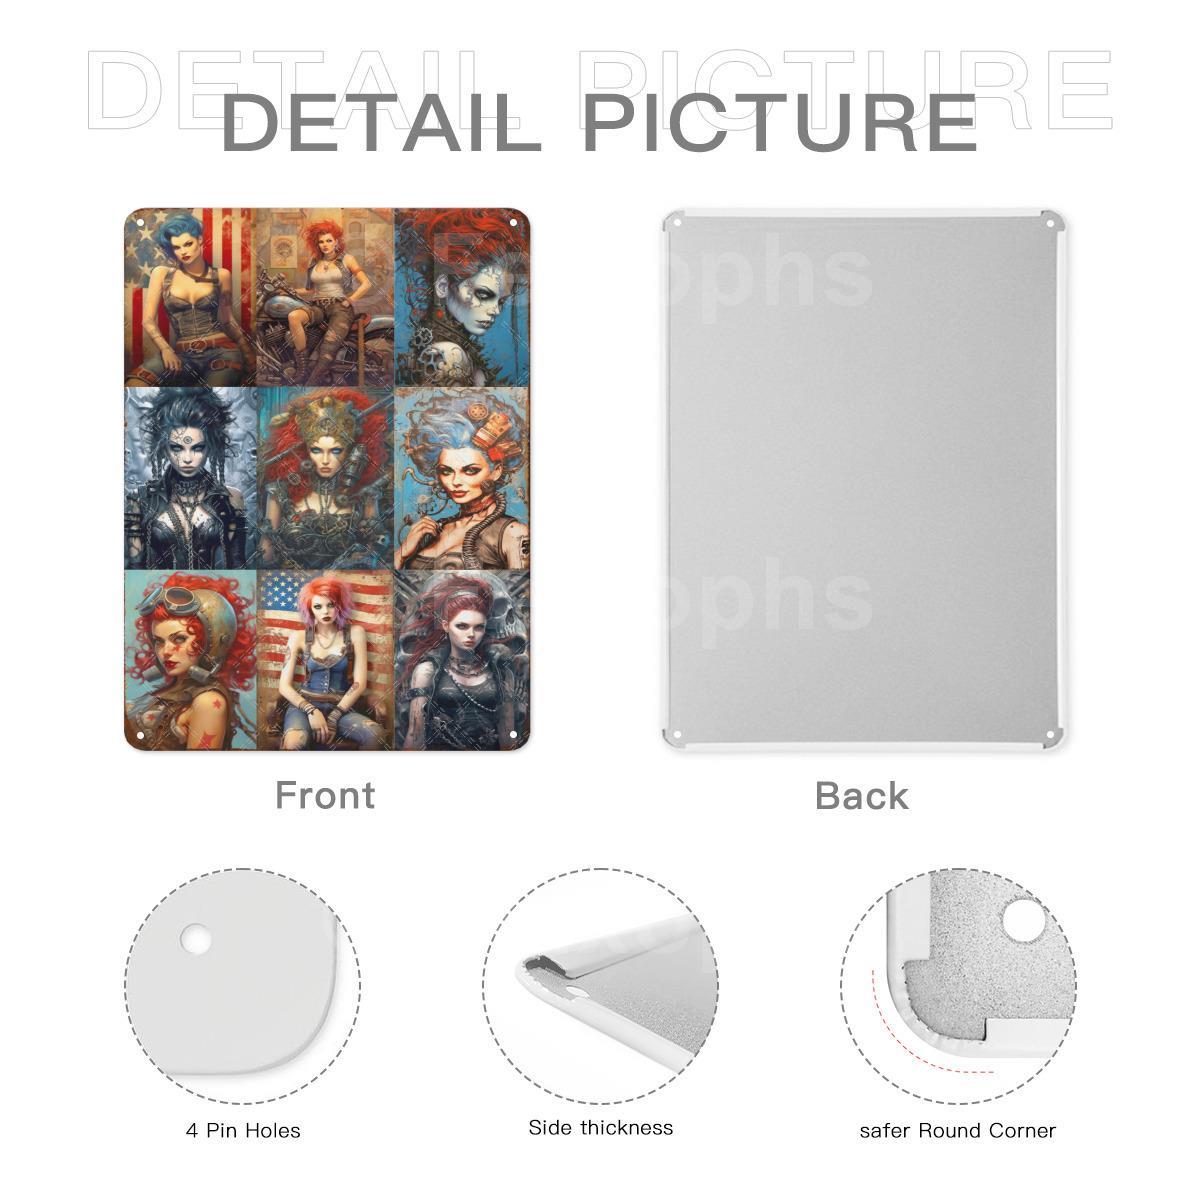 DETAIL PICTURE
DETAIL PICTURE
Front
Back
4 Pin Holes
Side thickness
safer Round Corner